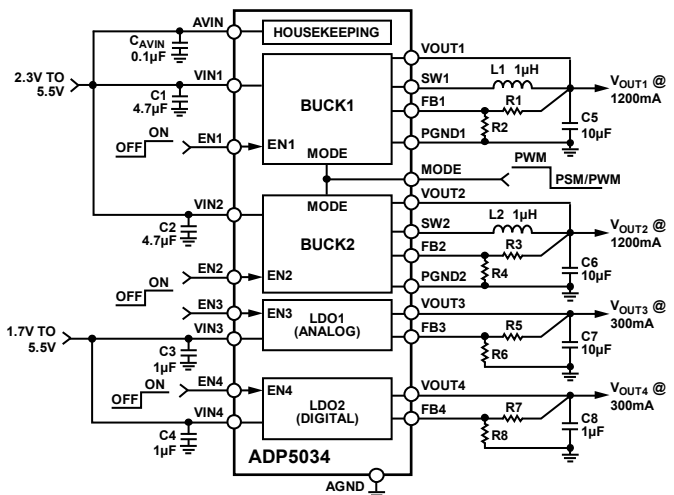 AVIN
HOUSEKEEPING
CAVIN
0.1µF
VOUT1
L1 1µH
2.3V TO
5.5V
VIN1
SW1
VOUT1 @
1200mA
C1
4.7µF
BUCK1
FB1
R1
R2
C5
10µF
ON
OFF
EN1
EN1
PGND1
MODE
MODE
PWM
PSM/PWM
VIN2
MODE
VOUT2
L2 1µH
C2
4.7µF
BUCK2
SW2
VOUT2 @
1200mA
FB2
R3
R4
C6
10µF
ON
OFF
EN2
EN2
PGND2
EN3
EN3
LDO1
(ANALOG)
VOUT3
VOUT3 @
300mA
1.7V TO
5.5V
VIN3
FB3
R5
R6
C7
10µF
C3
1µF
ON
OFF
EN4
EN4
LDO2
(DIGITAL)
VOUT4
VOUT4 @
300mA
VIN4
FB4
R7
R8
C8
1µF
C4
1µF
ADP5034
AGND